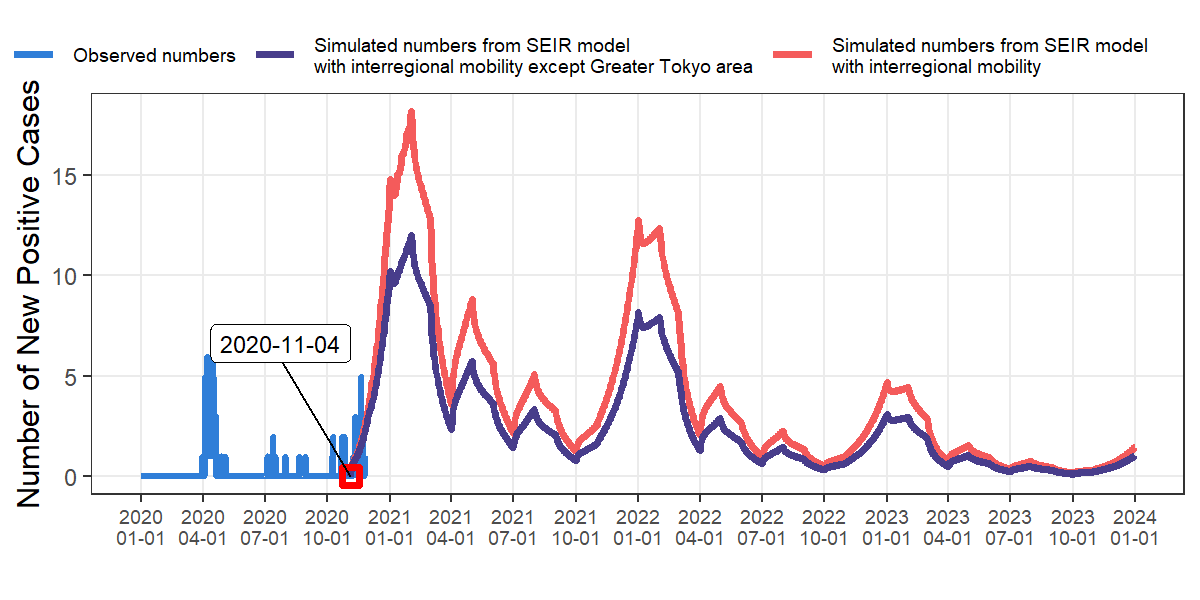 Observed numbers
Simulated numbers from SEIR model
with interregional mobility except Greater Tokyo area
Simulated numbers from SEIR model
with interregional mobility
Number of New Positive Cases
15
10
5
0
2020-11-04
2020 2020 2020 2020 2021 2021 2021 2021 2022 2022 2022 2022 2023 2023 2023 2023 2024
01-01 04-01 07-01 10-01 01-01 04-01 07-01 10-01 01-01 04-01 07-01 10-01 01-01 04-01 07-01 10-01 01-01